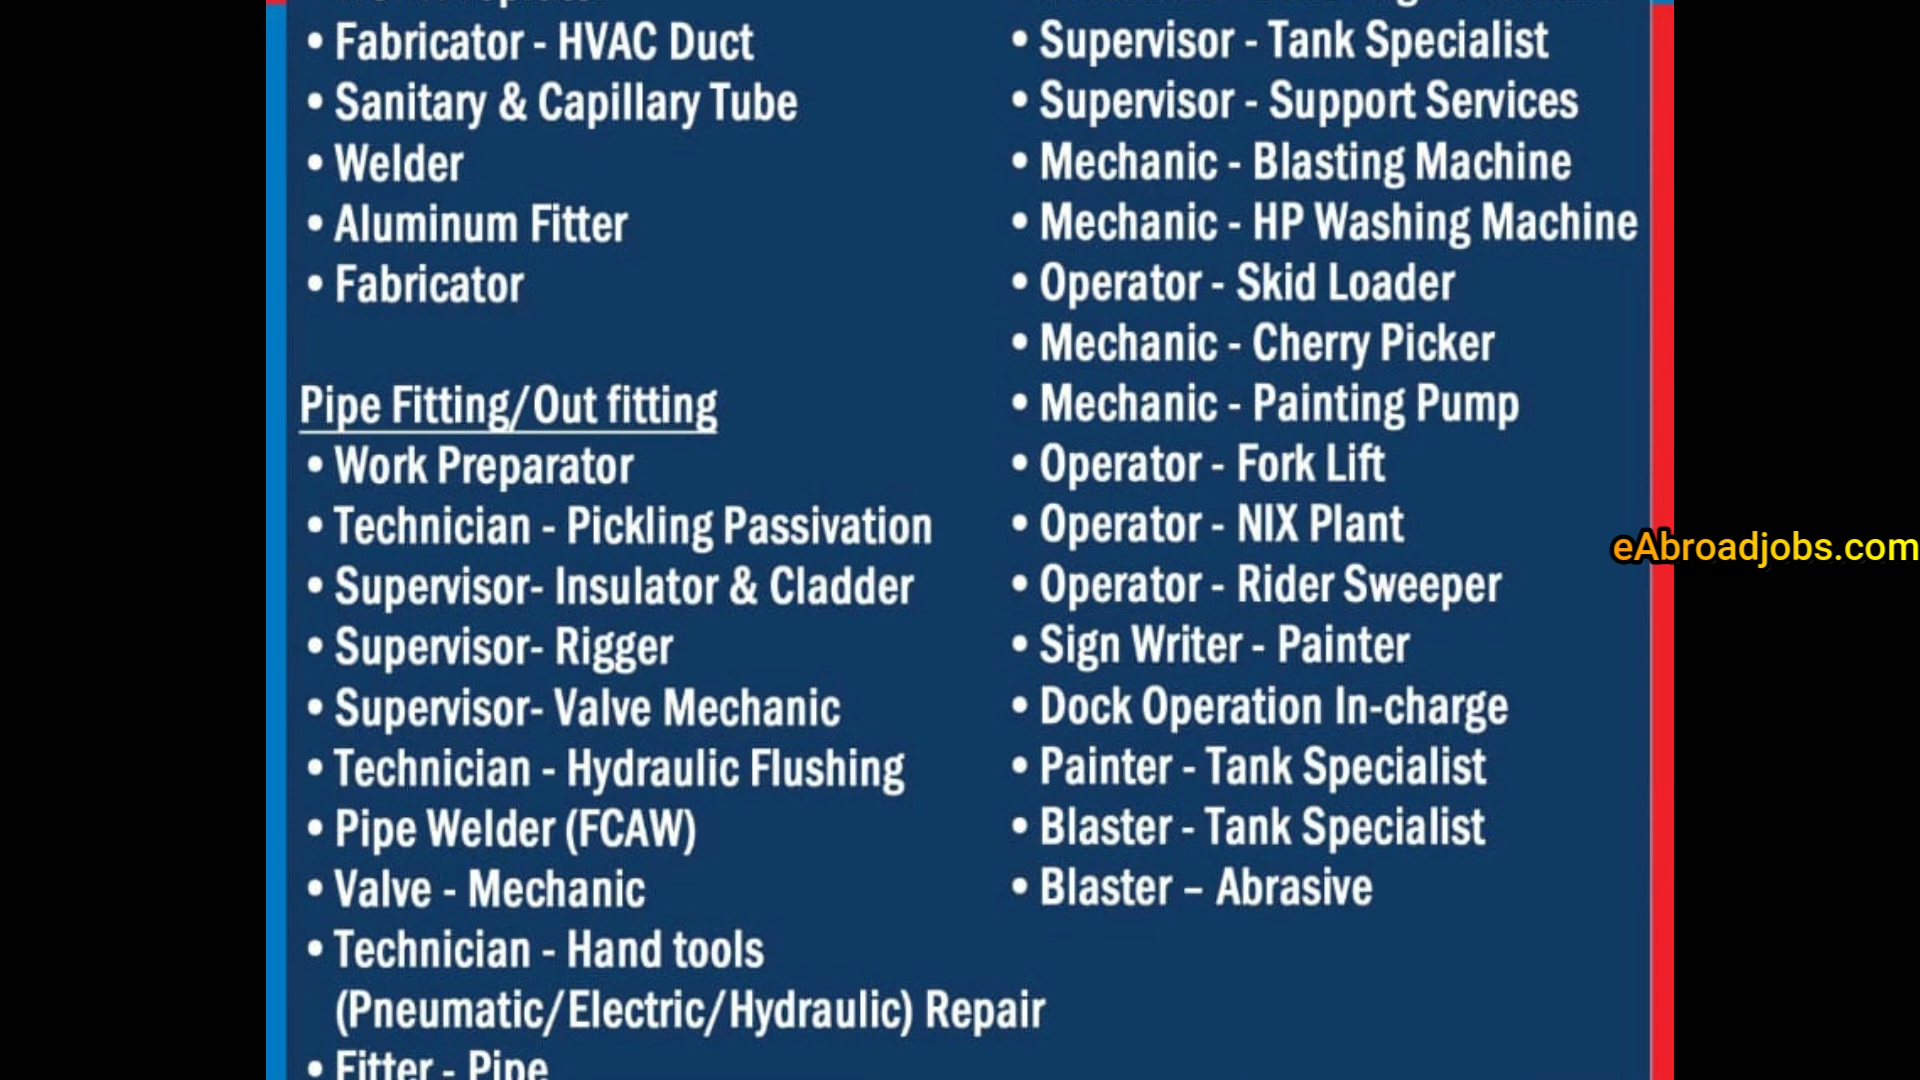 • Fabricator - HVAC Duct
• Sanitary & Capillary Tube
• Welder
• Aluminum Fitter
• Fabricator
Pipe Fitting/Out fitting
• Work Preparator
• Technician - Pickling Passivation
• Supervisor- Insulator & Cladder
• Supervisor- Rigger
• Supervisor- Valve Mechanic
• Technician - Hydraulic Flushing
• Pipe Welder (FCAW)
• Valve - Mechanic
• Technician - Hand tools
(Pneumatic/Electric/Hydraulic) Repair
• Fitter - Pipe
• Supervisor - Tank Specialist
• Supervisor - Support Services
• Mechanic - Blasting Machine
• Mechanic - HP Washing Machine
• Operator - Skid Loader
• Mechanic - Cherry Picker
• Mechanic - Painting Pump
• Operator - Fork Lift
• Operator - NIX Plant
• Operator - Rider Sweeper
• Sign Writer - Painter
• Dock Operation In-charge
• Painter - Tank Specialist
• Blaster - Tank Specialist
• Blaster – Abrasive
eAbroadjobs.com